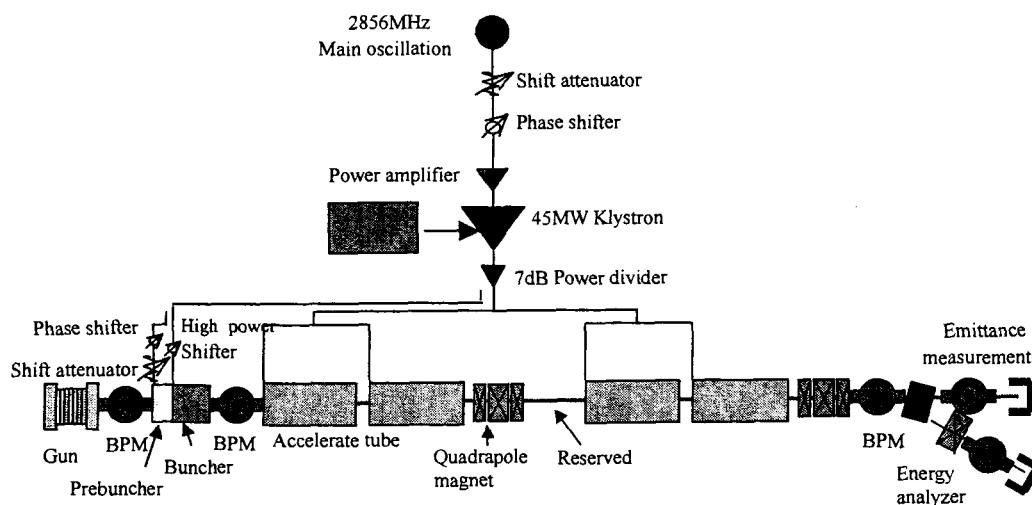 2856MHz
Main oscillation
Shift attenuator
Phase shifter
Power amplifier
45MW Klystron
7dB Power divider
Phase shifter
High power
Shifter
Shift attenuator
Emittance
measurement
BPM
BPM
Accelerate tube
BPM
Gun
Buncher
Prebuncher
Quadrapole
magnet
Reserved
Energy
analyzer